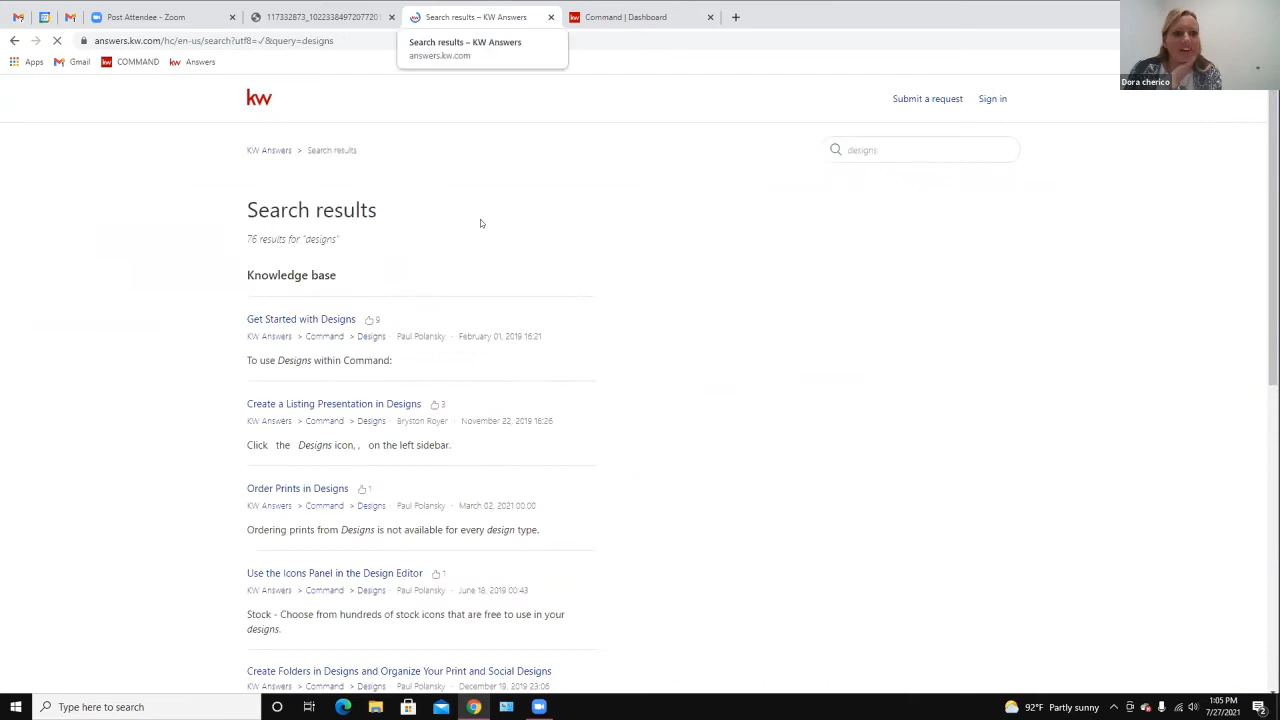 Post Attendee - Zoom
117332873_10223384972077201
Search results – KW Answers
Command | Dashboard
answers.kw.com/hc/en-us/search?utf8=✓/&query=designs
Search results – KW Answers
answers.kw.com
Apps
Gmail
COMMAND
Answers
Dora cherico
kw
Submit a request
Sign in
KW Answers > Search results
designs
Search results
76 results for "designs"
Knowledge base
Get Started with Designs 9
KW Answers > Command > Designs · Paul Polansky · February 01, 2019 16:21
To use Designs within Command:
Create a Listing Presentation in Designs 3
KW Answers > Command > Designs · Bryston Royer · November 22, 2019 16:26
Click the Designs icon, , on the left sidebar.
Order Prints in Designs 1
KW Answers > Command > Designs · Paul Polansky · March 02, 2021 00:00
Ordering prints from Designs is not available for every design type.
Use the Icons Panel in the Design Editor 1
KW Answers > Command > Designs · Paul Polansky · June 18, 2019 00:43
Stock - Choose from hundreds of stock icons that are free to use in your
designs.
Create Folders in Designs and Organize Your Print and Social Designs
KW Answers > Command > Designs · Paul Polansky · December 19, 2019 23:06
Type here to search
92°F Partly sunny
1:05 PM
7/27/2021
2